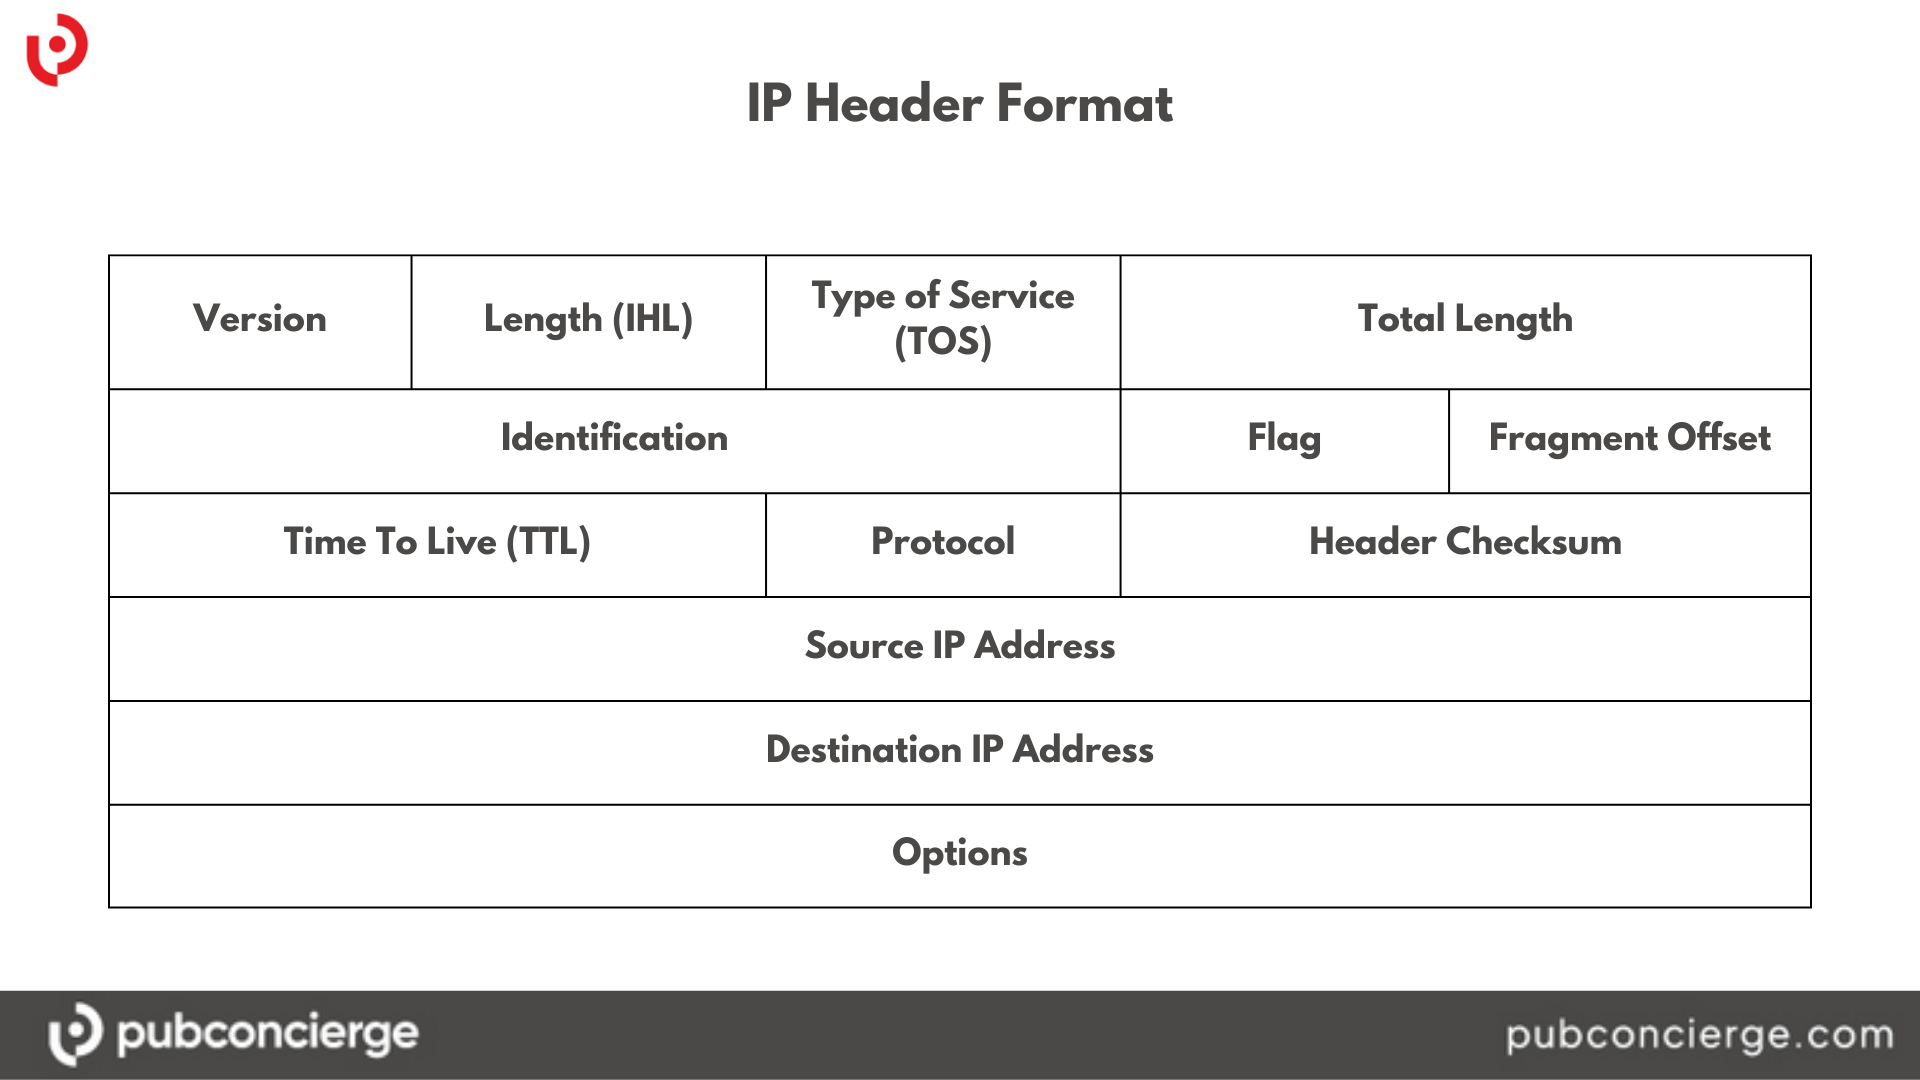 IP Header Format
Version
Length (IHL)
Type of Service
(TOS)
Total Length
Identification
Flag
Fragment Offset
Time To Live (TTL)
Protocol
Header Checksum
Source IP Address
Destination IP Address
Options
pubconcierge
pubconcierge.com